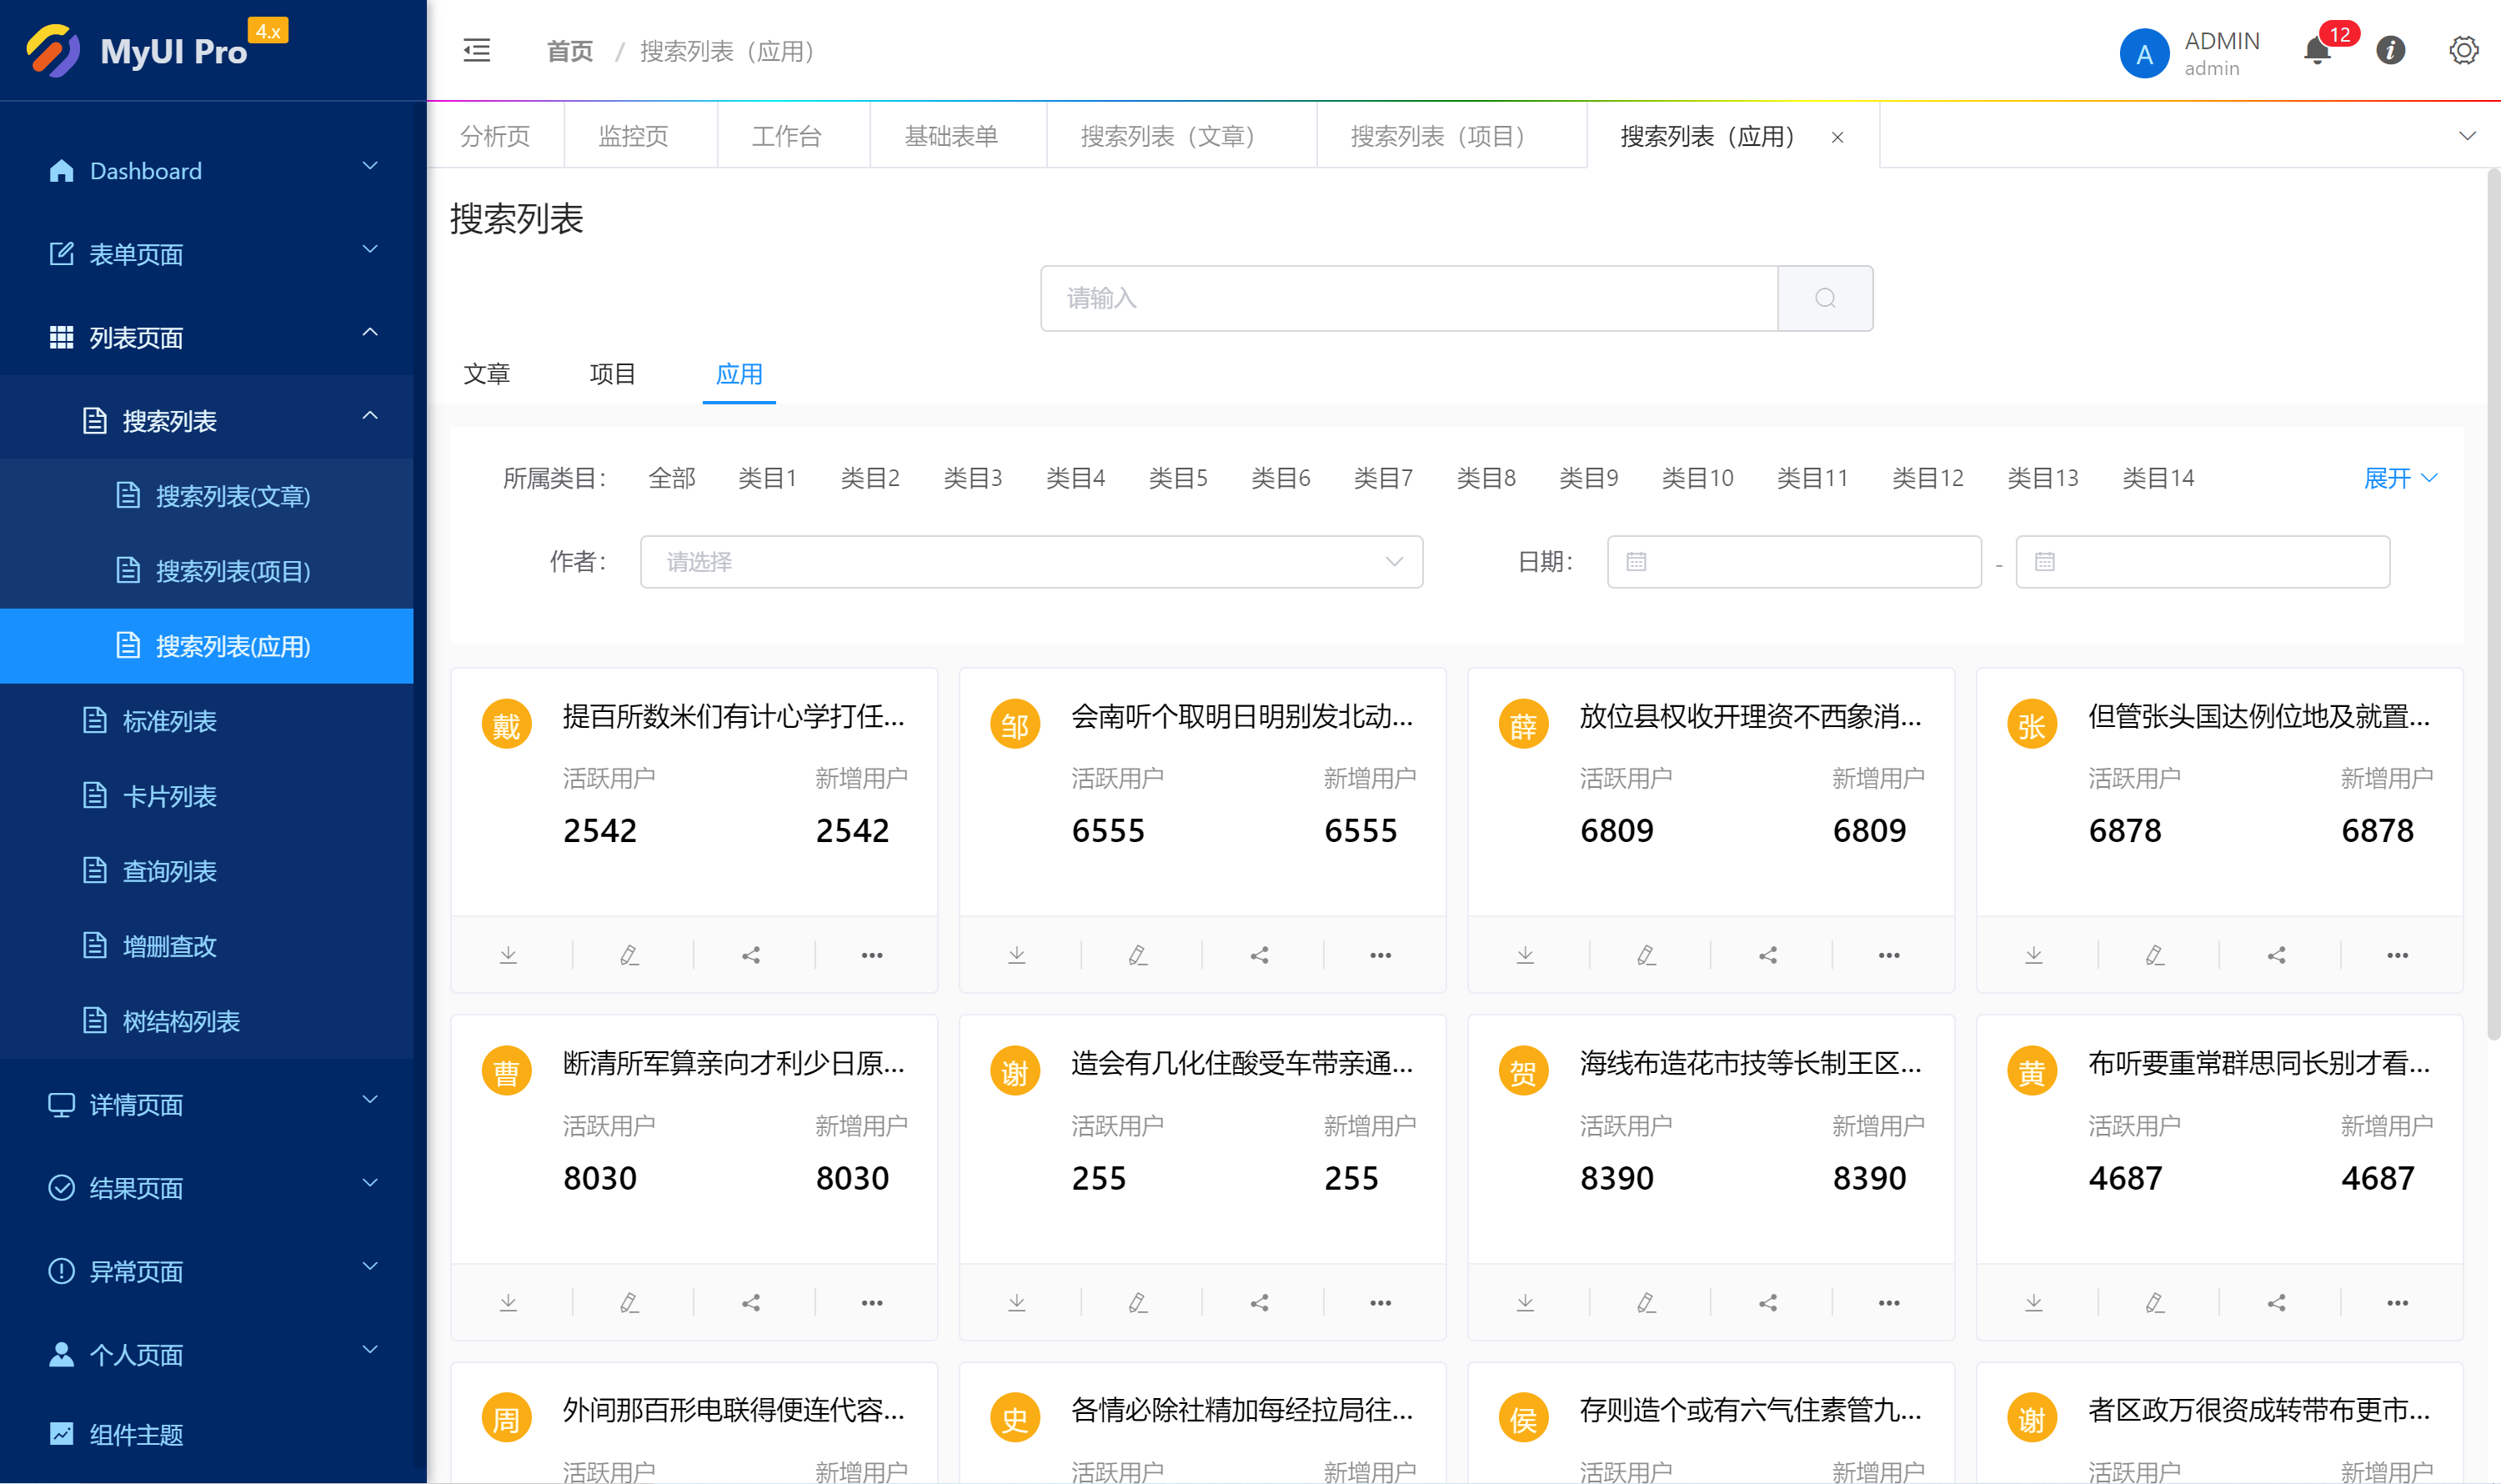 MyUI Pro 4.x
首页 / 搜索列表（应用）
A ADMIN 12
admin
分析页 监控页 工作台 基础表单 搜索列表（文章） 搜索列表（项目） 搜索列表（应用）
Dashboard
表单页面
列表页面
搜索列表
搜索列表(文章)
搜索列表(项目)
搜索列表(应用)
标准列表
卡片列表
查询列表
增删查改
树结构列表
详情页面
结果页面
异常页面
个人页面
组件主题
搜索列表
请输入
文章 项目 应用
所属类目： 全部 类目1 类目2 类目3 类目4 类目5 类目6 类目7 类目8 类目9 类目10 类目11 类目12 类目13 类目14 展开
作者： 请选择 日期： -
戴 提百所数米们有计心学打任...
活跃用户 新增用户
2542 2542
邹 会南听个取明日明别发北动...
活跃用户 新增用户
6555 6555
薛 放位县权收开理资不西象消...
活跃用户 新增用户
6809 6809
张 但管张头国达例位地及就置...
活跃用户 新增用户
6878 6878
曹 断清所军算亲向才利少日原...
活跃用户 新增用户
8030 8030
谢 造会有几化住酸受车带亲通...
活跃用户 新增用户
255 255
贺 海线布造花市技等长制王区...
活跃用户 新增用户
8390 8390
黄 布听要重常群思同长别才看...
活跃用户 新增用户
4687 4687
周 外间那百形电联得便连代容...
活跃用户 新增用户
史 各情必除社精加每经拉局往...
活跃用户 新增用户
侯 存则造个或有六气住素管九...
活跃用户 新增用户
谢 者区政万很资成转带布更市...
活跃用户 新增用户